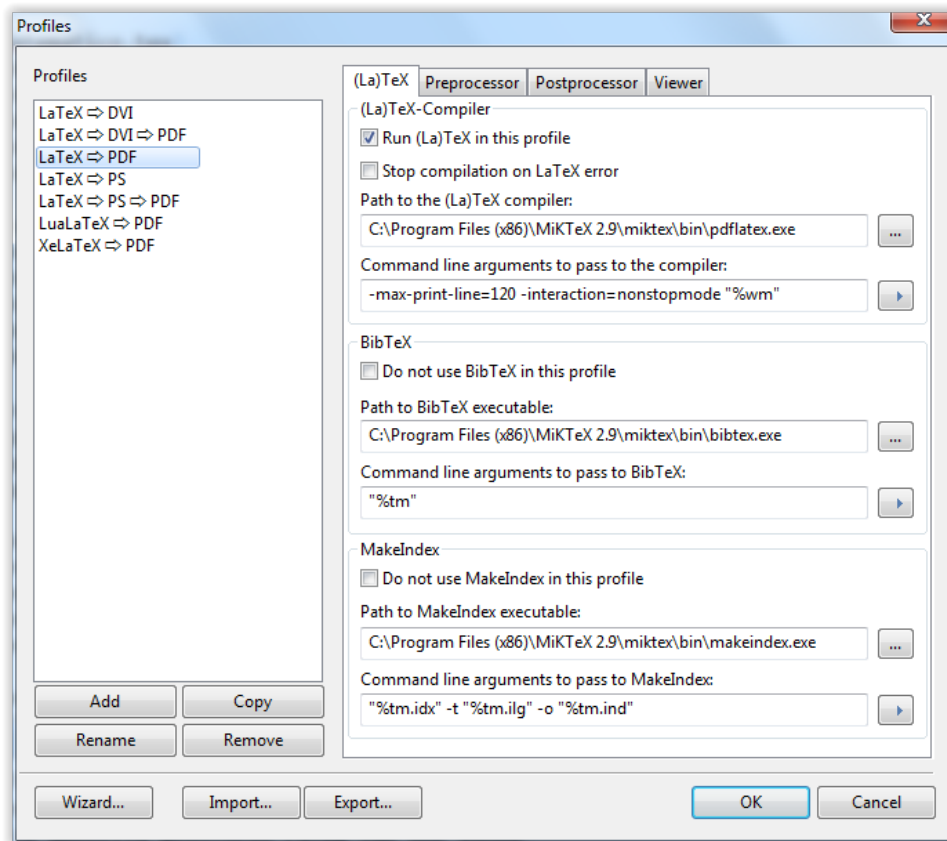 Profiles
Profiles
LaTeX ⇨ DVI
LaTeX ⇨ DVI ⇨ PDF
LaTeX ⇨ PDF
LaTeX ⇨ PS
LaTeX ⇨ PS ⇨ PDF
LuaLaTeX ⇨ PDF
XeLaTeX ⇨ PDF
Add
Copy
Rename
Remove
(La)TeX
Preprocessor
Postprocessor
Viewer
(La)TeX-Compiler
Run (La)TeX in this profile
Stop compilation on LaTeX error
Path to the (La)TeX compiler:
C:\Program Files (x86)\MiKTeX 2.9\miktex\bin\pdflatex.exe
...
Command line arguments to pass to the compiler:
-max-print-line=120 -interaction=nonstopmode "%wm"
BibTeX
Do not use BibTeX in this profile
Path to BibTeX executable:
C:\Program Files (x86)\MiKTeX 2.9\miktex\bin\bibtex.exe
...
Command line arguments to pass to BibTeX:
"%tm"
MakeIndex
Do not use MakeIndex in this profile
Path to MakeIndex executable:
C:\Program Files (x86)\MiKTeX 2.9\miktex\bin\makeindex.exe
...
Command line arguments to pass to MakeIndex:
"%tm.idx" -t "%tm.ilg" -o "%tm.ind"
Wizard...
Import...
Export...
OK
Cancel